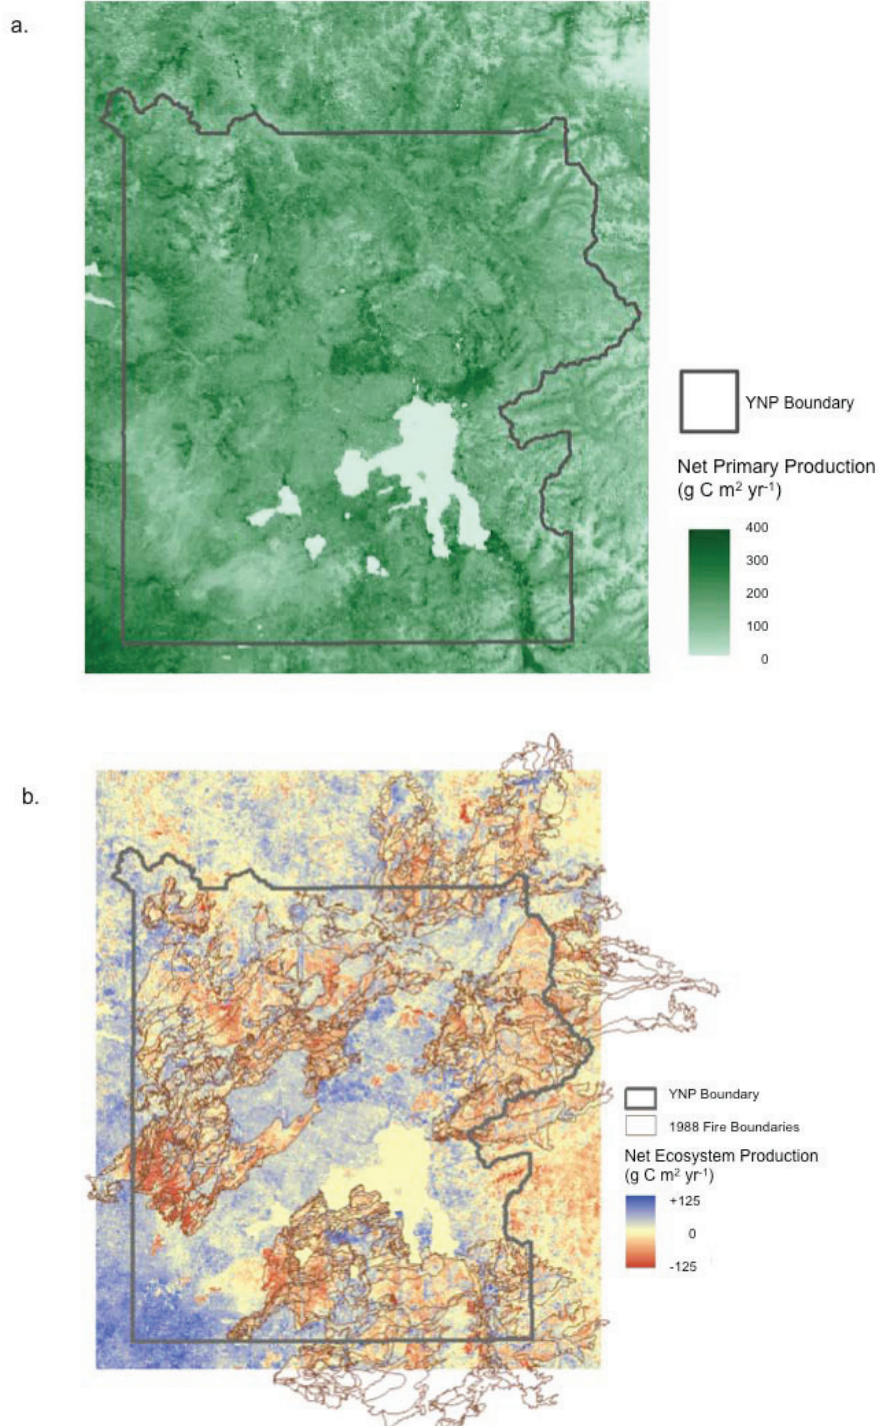 a.
YNP Boundary
Net Primary Production
(g C m² yr⁻¹)
400
300
200
100
0
b.
YNP Boundary
1988 Fire Boundaries
Net Ecosystem Production
(g C m² yr⁻¹)
+125
0
-125